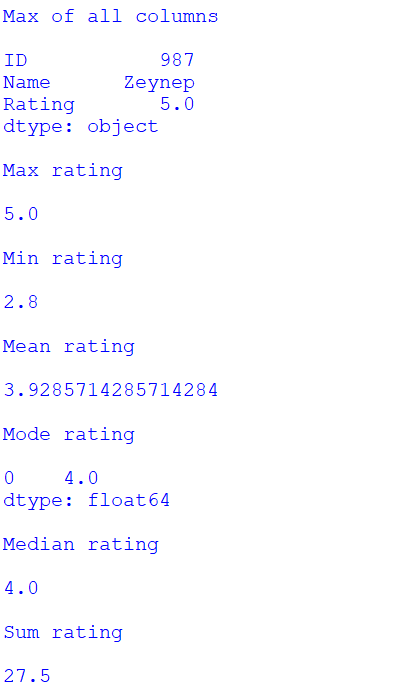 Max of all columns
ID           987
Name      Zeynep
Rating       5.0
dtype: object
Max rating
5.0
Min rating
2.8
Mean rating
3.9285714285714284
Mode rating
0    4.0
dtype: float64
Median rating
4.0
Sum rating
27.5